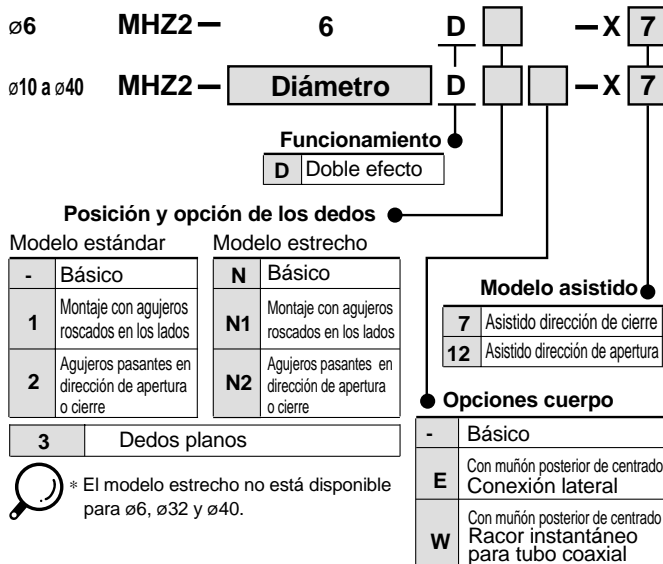 ø6 MHZ2 — 6 D — X 7
ø10 a ø40 MHZ2 — Diámetro D — X 7
Funcionamiento
D Doble efecto
Posición y opción de los dedos
Modelo estándar
- Básico
1 Montaje con agujeros
roscados en los lados
2 Agujeros pasantes en
dirección de apertura
o cierre
Modelo estrecho
N Básico
N1 Montaje con agujeros
roscados en los lados
N2 Agujeros pasantes en
dirección de apertura
o cierre
3 Dedos planos
* El modelo estrecho no está disponible
para ø6, ø32 y ø40.
Modelo asistido
7 Asistido dirección de cierre
12 Asistido dirección de apertura
Opciones cuerpo
- Básico
E Con muñón posterior de centrado
Conexión lateral
W Con muñón posterior de centrado
Racor instantáneo
para tubo coaxial